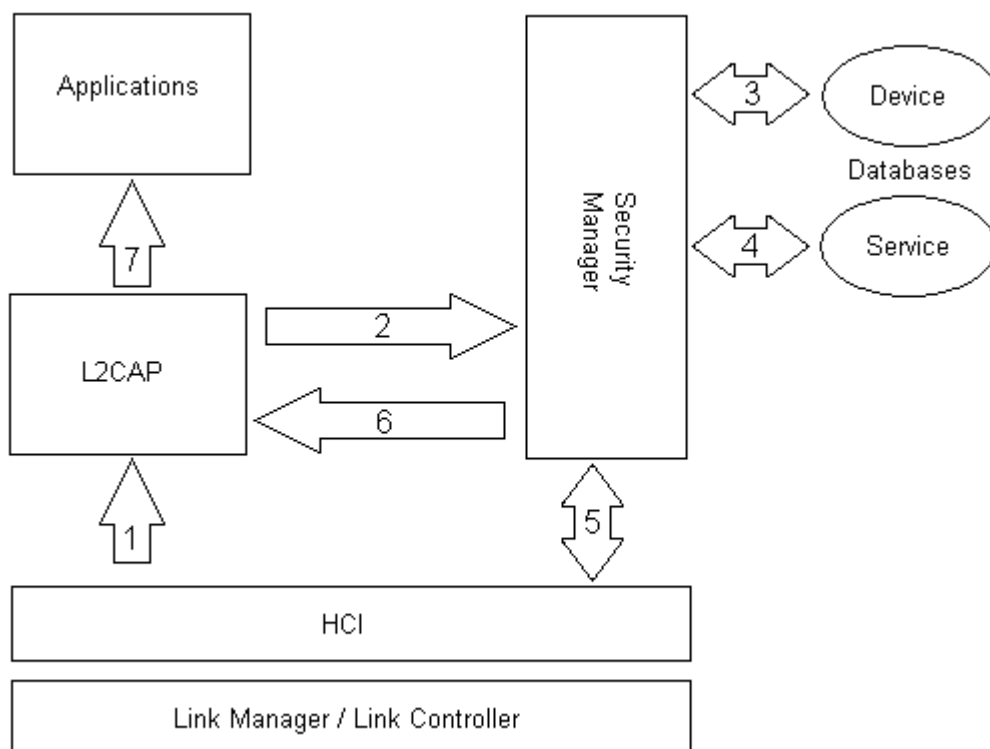 Applications
3
Device
Databases
Security
Manager
7
4
Service
2
L2CAP
6
1
5
HCI
Link Manager / Link Controller